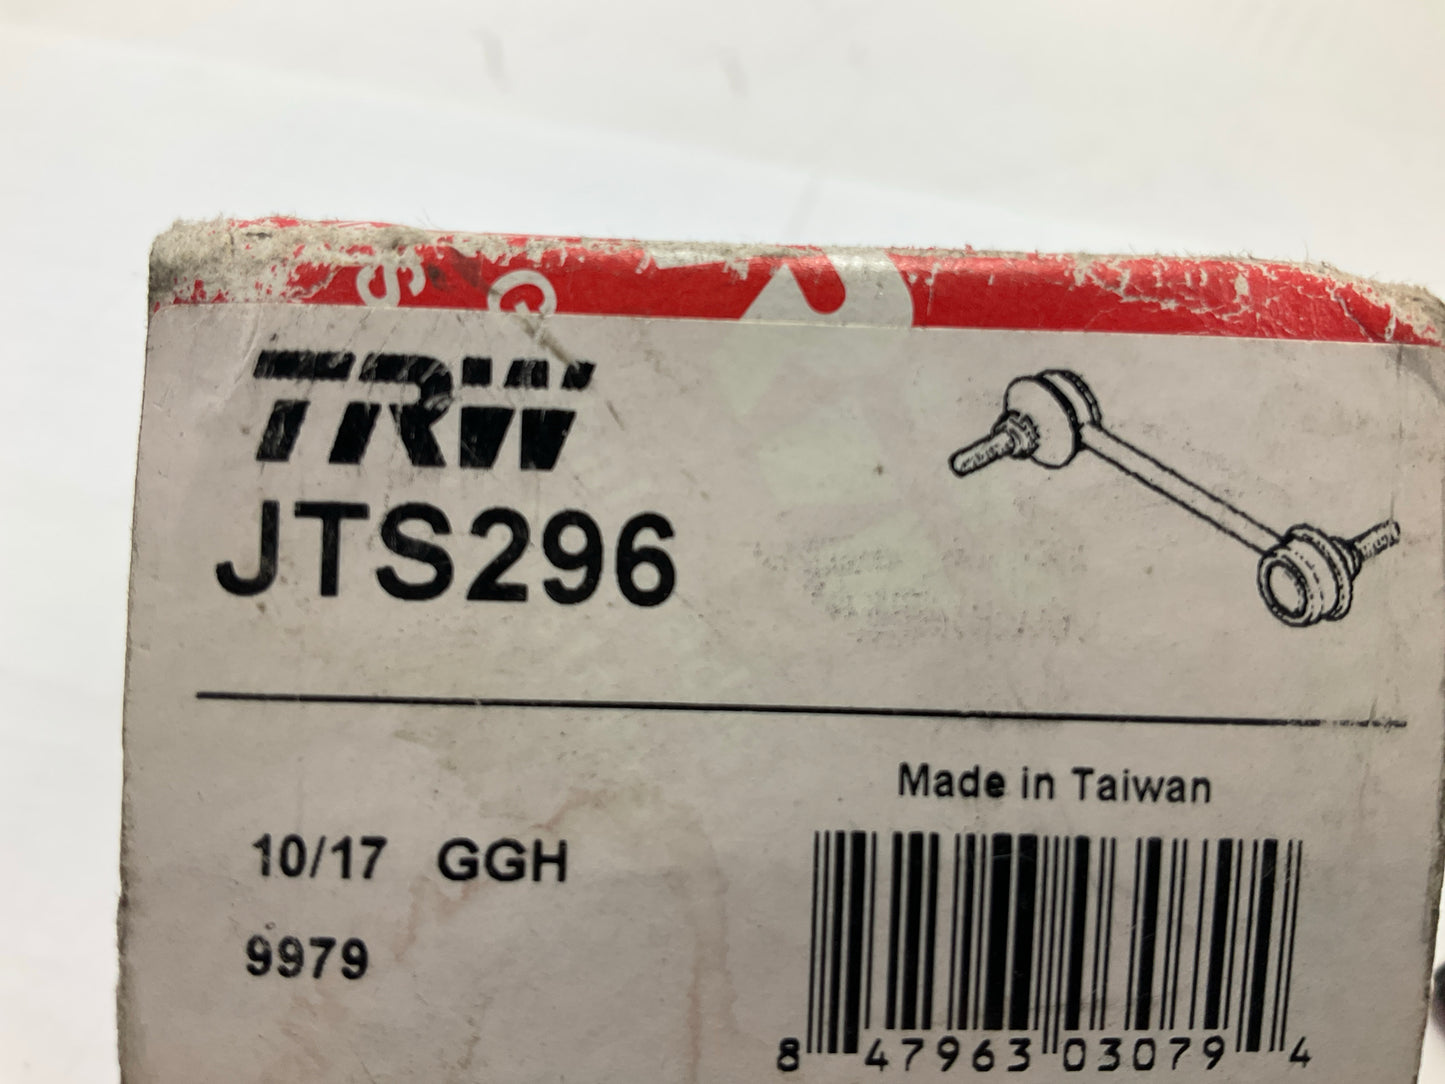 TRW
JTS296
Made in Taiwan
10/17 GGH
9979
8 47963 03079 4